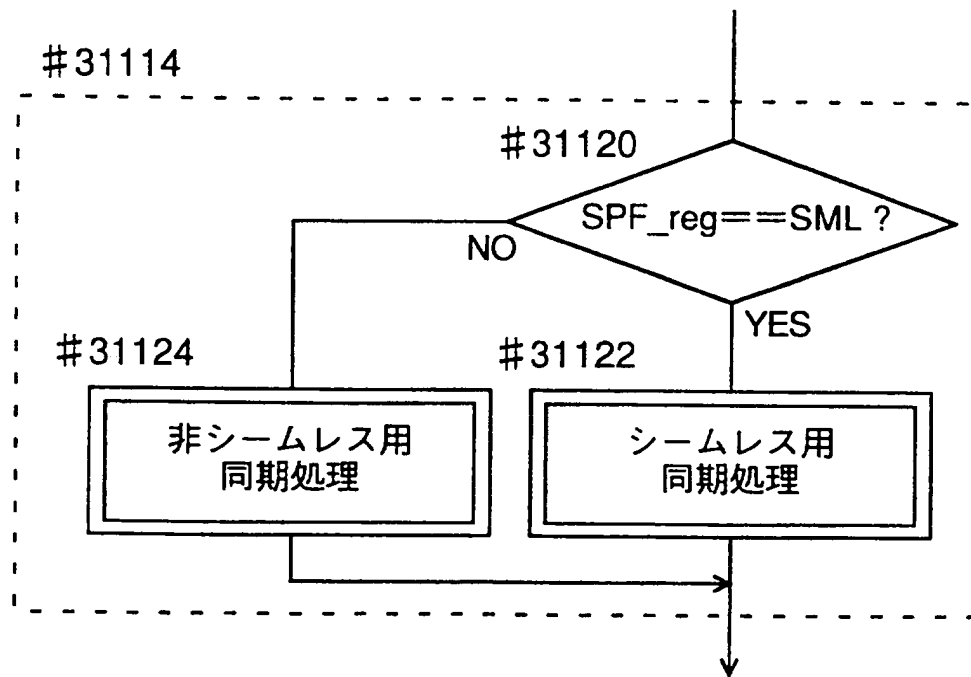 #31114
#31120
SPF_reg==SML ?
NO
YES
#31124
#31122
非シームレス用
同期処理
シームレス用
同期処理